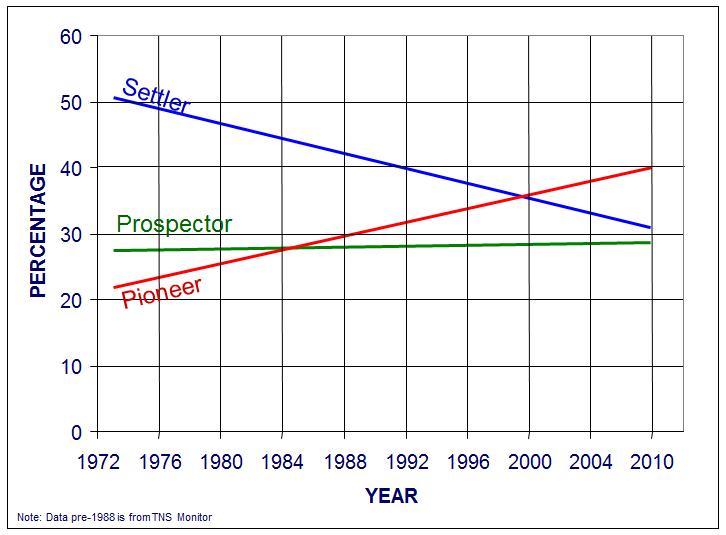 60
50
40
30
20
10
0
PERCENTAGE
Settler
Prospector
Pioneer
1972 1976 1980 1984 1988 1992 1996 2000 2004 2010
YEAR
Note: Data pre-1988 is from TNS Monitor